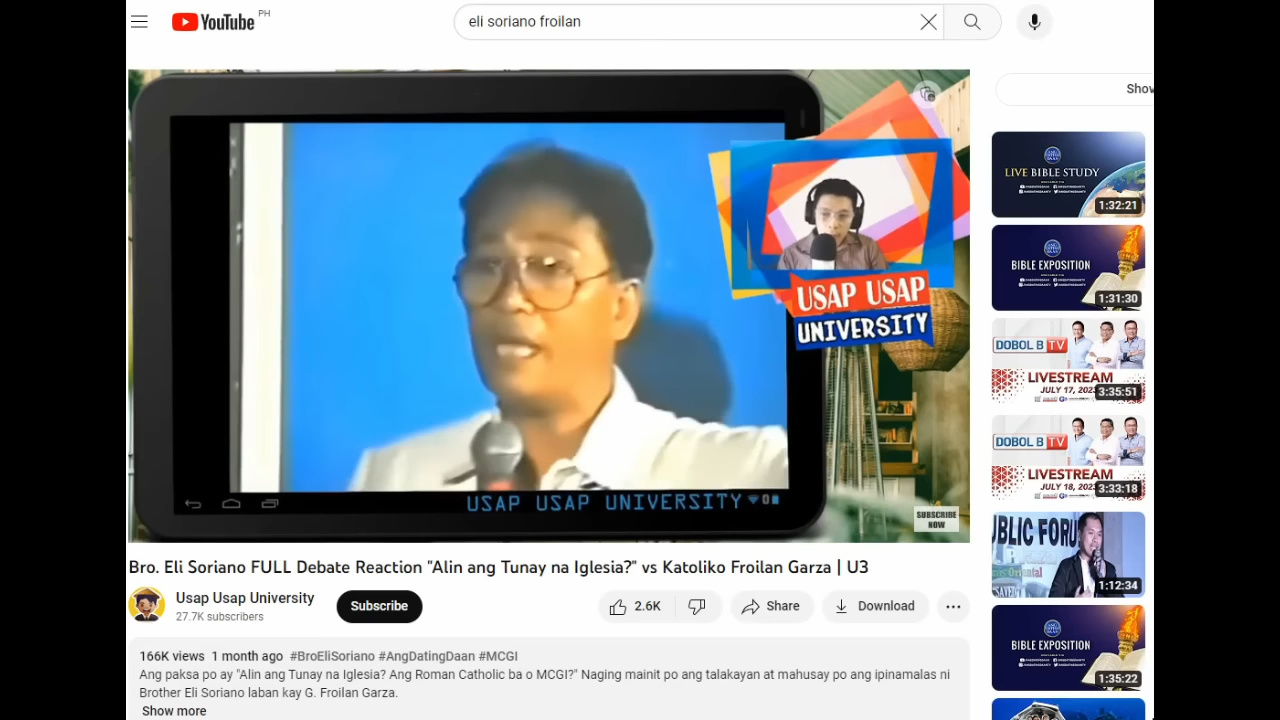 YouTube PH
eli soriano froilan
Show
USAP USAP
UNIVERSITY
USAP USAP UNIVERSITY
SUBSCRIBE
NOW
Bro. Eli Soriano FULL Debate Reaction "Alin ang Tunay na Iglesia?" vs Katoliko Froilan Garza | U3
Usap Usap University
27.7K subscribers
Subscribe
2.6K
Share
Download
166K views 1 month ago #BroEliSoriano #AngDatingDaan #MCGI
Ang paksa po ay "Alin ang Tunay na Iglesia? Ang Roman Catholic ba o MCGI?" Naging mainit po ang talakayan at mahusay po ang ipinamalas ni
Brother Eli Soriano laban kay G. Froilan Garza.
Show more
LIVE BIBLE STUDY
1:32:21
BIBLE EXPOSITION
1:31:30
DOBOL B TV
LIVESTREAM
JULY 17, 202
3:35:51
DOBOL B TV
LIVESTREAM
JULY 18, 202
3:33:18
UBLIC FORU
1:12:34
BIBLE EXPOSITION
1:35:22